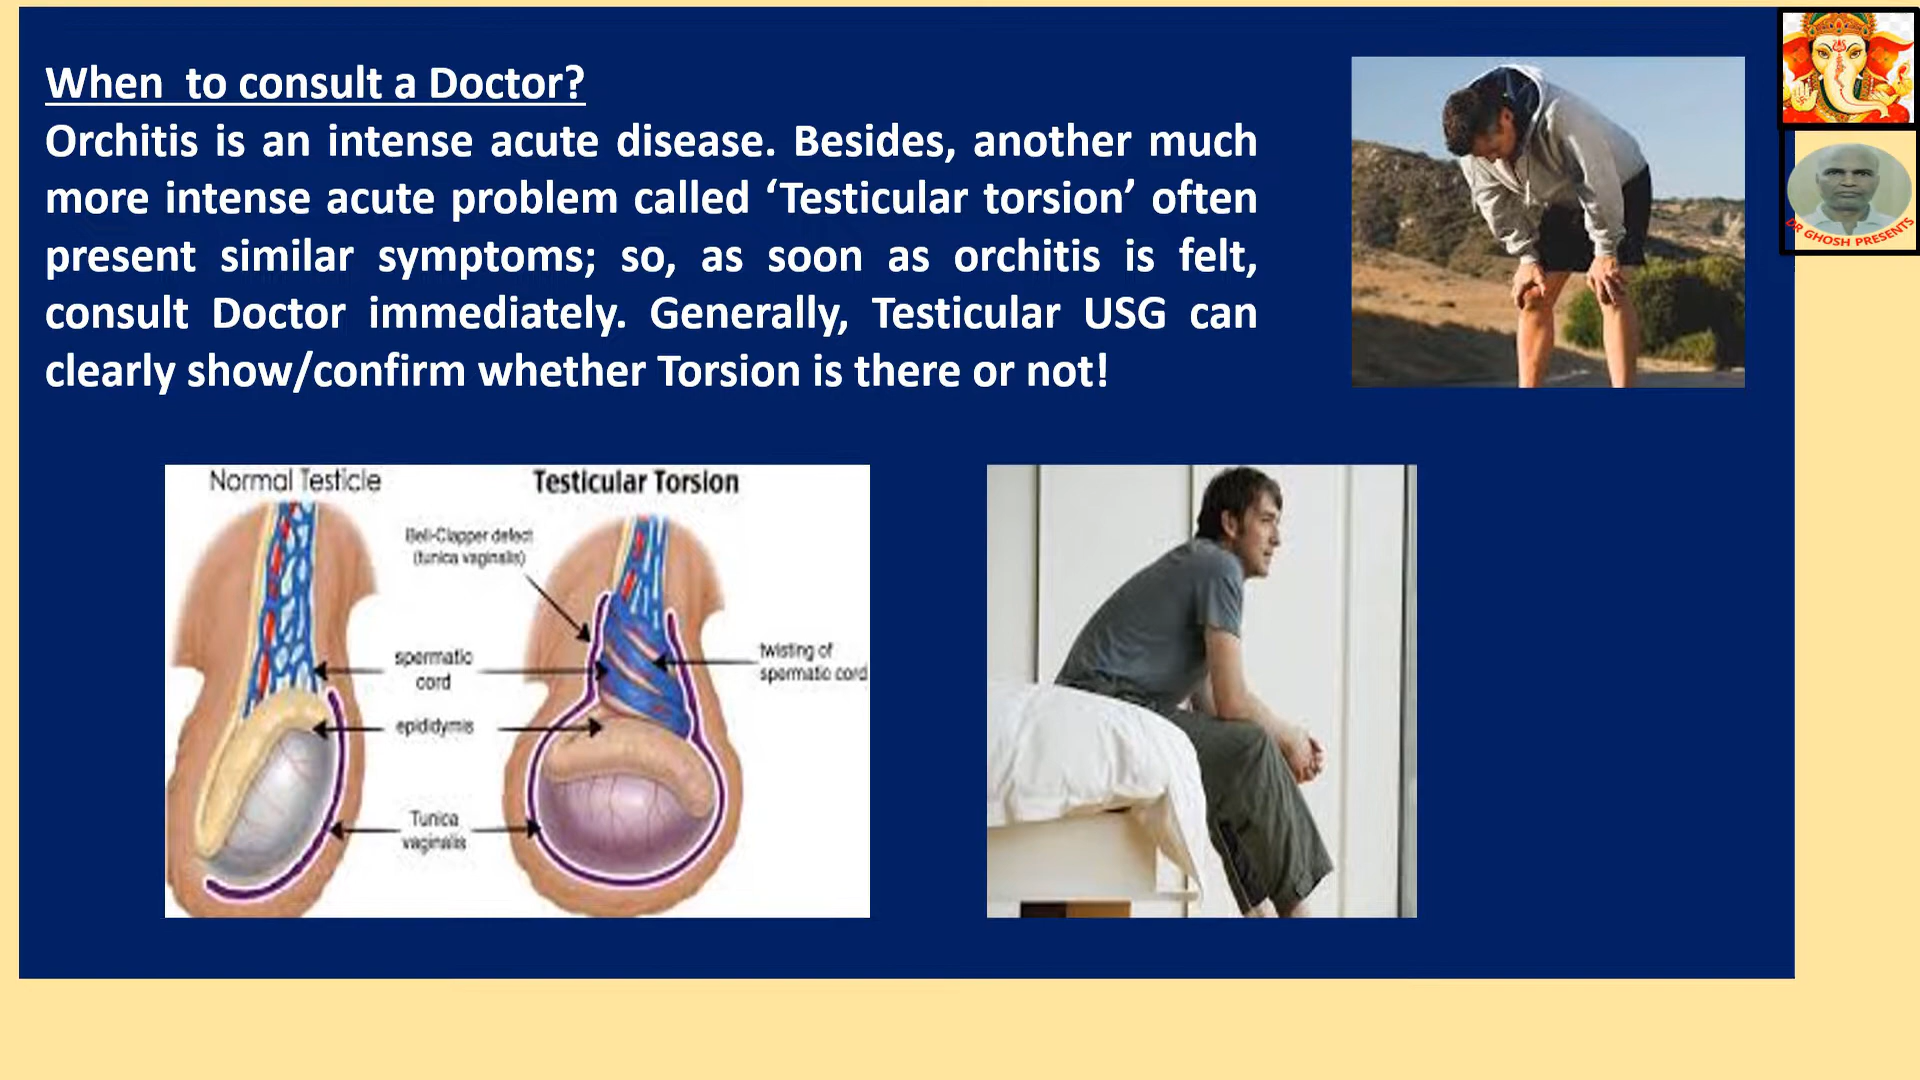 When  to consult a Doctor?
Orchitis is an intense acute disease. Besides, another much
more intense acute problem called ‘Testicular torsion’ often
present similar symptoms; so, as soon as orchitis is felt,
consult Doctor immediately. Generally, Testicular USG can
clearly show/confirm whether Torsion is there or not!
DR GHOSH PRESENTS
Normal Testicle
Testicular Torsion
Bell-Clapper defect
(tunica vaginalis)
spermatic
cord
twisting of
spermatic cord
epididymis
Tunica
vaginalis